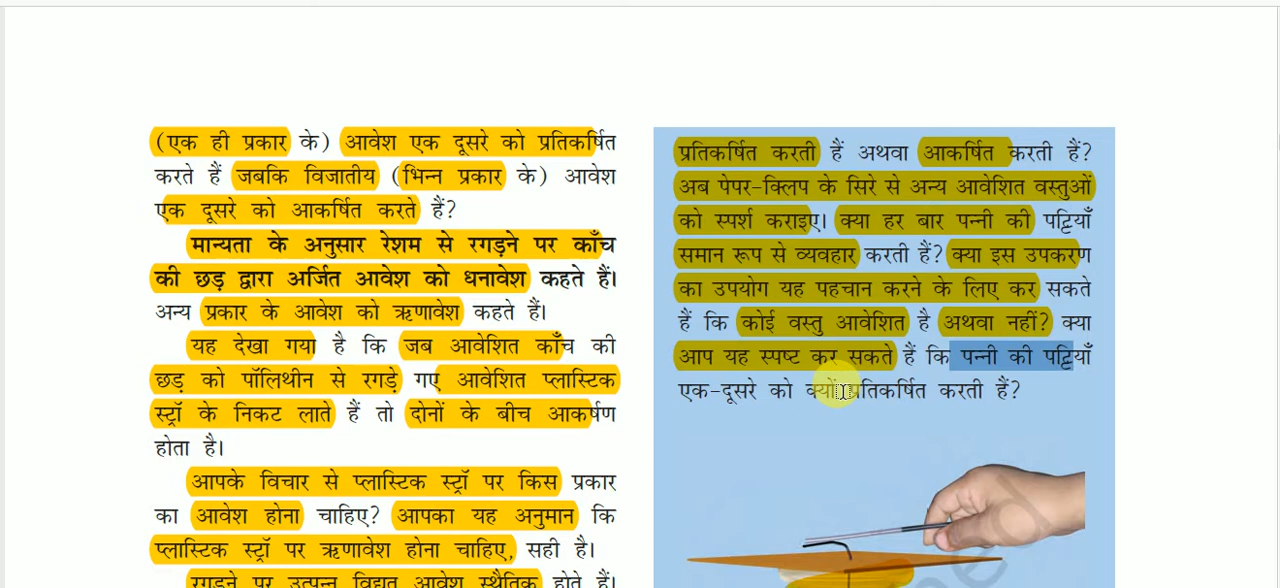 (एक ही प्रकार के) आवेश एक दूसरे को प्रतिकर्षित
करते हैं जबकि विजातीय (भिन्न प्रकार के) आवेश
एक दूसरे को आकर्षित करते हैं?
मान्यता के अनुसार रेशम से रगड़ने पर काँच
की छड़ द्वारा अर्जित आवेश को धनावेश कहते हैं।
अन्य प्रकार के आवेश को ऋणावेश कहते हैं।
यह देखा गया है कि जब आवेशित काँच की
छड़ को पॉलिथीन से रगड़े गए आवेशित प्लास्टिक
स्ट्रॉ के निकट लाते हैं तो दोनों के बीच आकर्षण
होता है।
आपके विचार से प्लास्टिक स्ट्रॉ पर किस प्रकार
का आवेश होना चाहिए? आपका यह अनुमान कि
प्लास्टिक स्ट्रॉ पर ऋणावेश होना चाहिए, सही है।
रगड़ने पर उत्पन्न विद्युत आवेश स्थैतिक होते हैं।
प्रतिकर्षित करती हैं अथवा आकर्षित करती हैं?
अब पेपर-क्लिप के सिरे से अन्य आवेशित वस्तुओं
को स्पर्श कराइए। क्या हर बार पन्नी की पट्टियाँ
समान रूप से व्यवहार करती हैं? क्या इस उपकरण
का उपयोग यह पहचान करने के लिए कर सकते
हैं कि कोई वस्तु आवेशित है अथवा नहीं? क्या
आप यह स्पष्ट कर सकते हैं कि पन्नी की पट्टियाँ
एक-दूसरे को क्यों प्रतिकर्षित करती हैं?